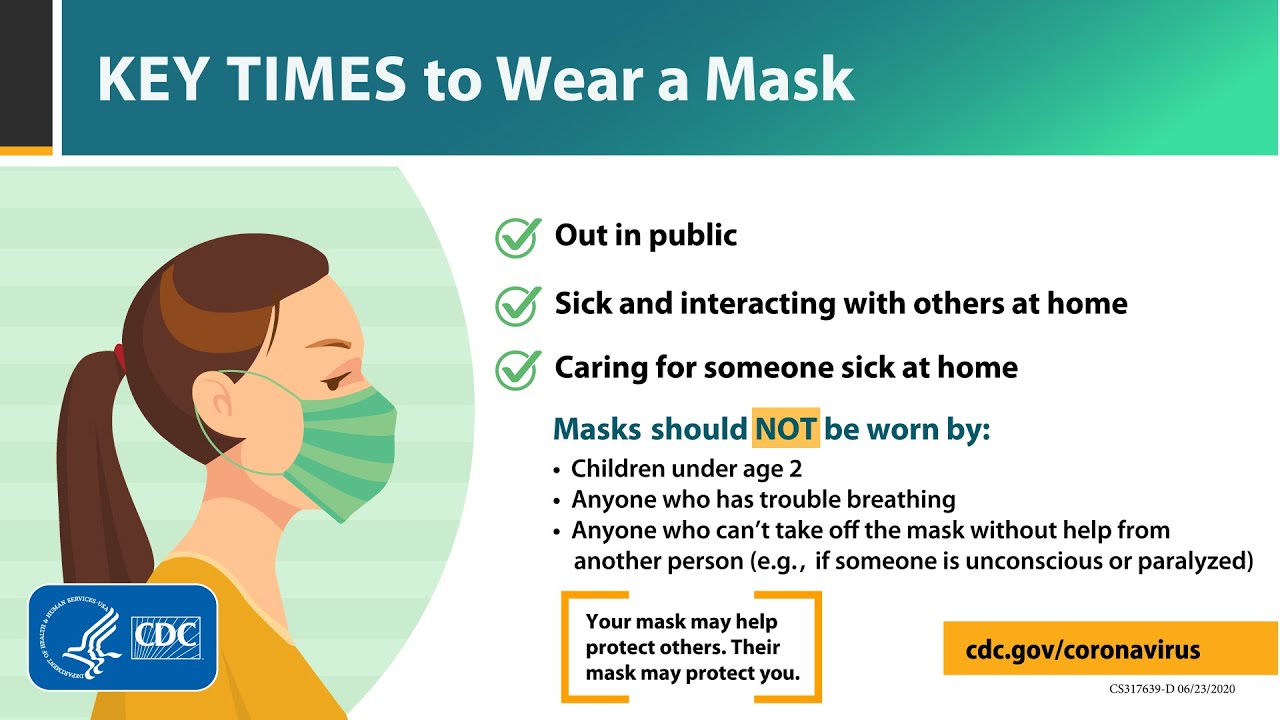 KEY TIMES to Wear a Mask
Out in public
Sick and interacting with others at home
Caring for someone sick at home
Masks should NOT be worn by:
• Children under age 2
• Anyone who has trouble breathing
• Anyone who can’t take off the mask without help from
another person (e.g., if someone is unconscious or paralyzed)
Your mask may help
protect others. Their
mask may protect you.
DEPARTMENT OF HEALTH & HUMAN SERVICES·USA
CDC
cdc.gov/coronavirus
CS317639-D 06/23/2020